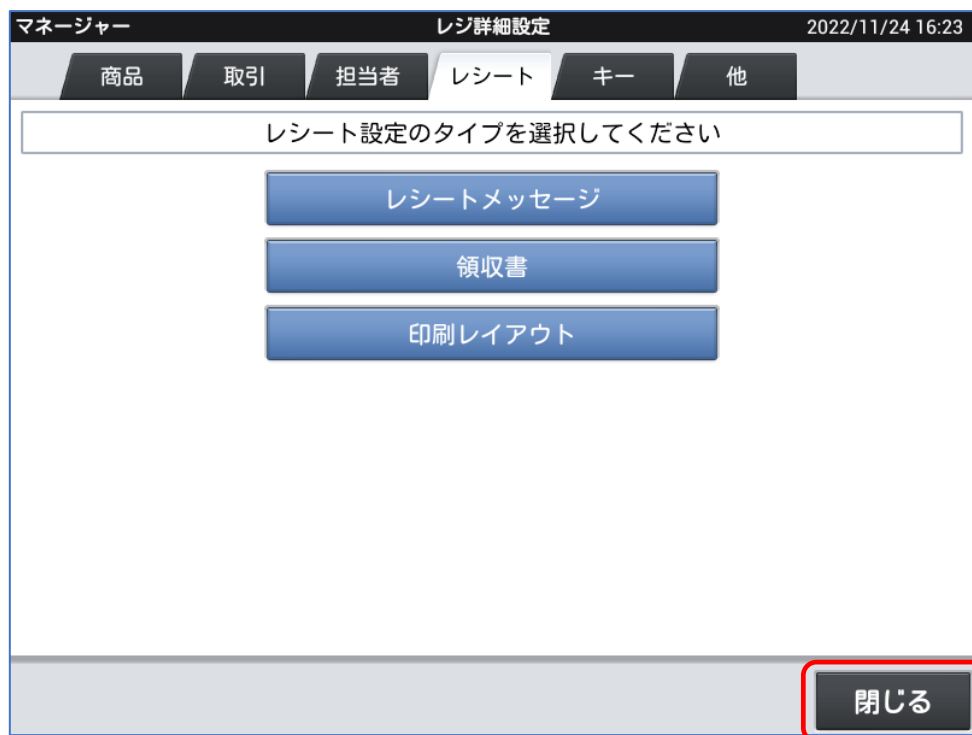 マネージャー レジ詳細設定 2022/11/24 16:23
商品 取引 担当者 レシート キー 他
レシート設定のタイプを選択してください
レシートメッセージ
領収書
印刷レイアウト
閉じる